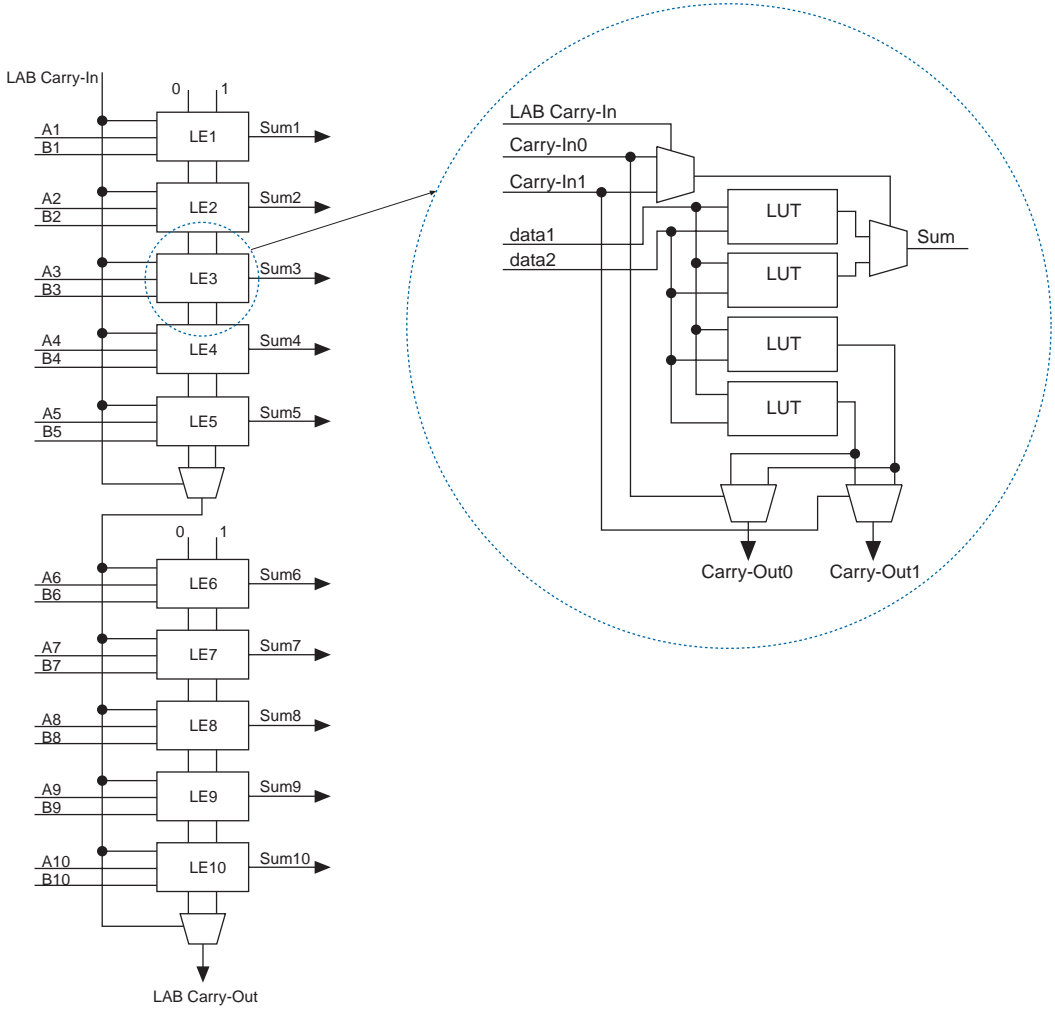 LAB Carry-In
0 1
A1
B1
LE1
Sum1
A2
B2
LE2
Sum2
A3
B3
LE3
Sum3
A4
B4
LE4
Sum4
A5
B5
LE5
Sum5
0 1
A6
B6
LE6
Sum6
A7
B7
LE7
Sum7
A8
B8
LE8
Sum8
A9
B9
LE9
Sum9
A10
B10
LE10
Sum10
LAB Carry-Out
LAB Carry-In
Carry-In0
Carry-In1
data1
data2
LUT
LUT
LUT
LUT
Sum
Carry-Out0
Carry-Out1